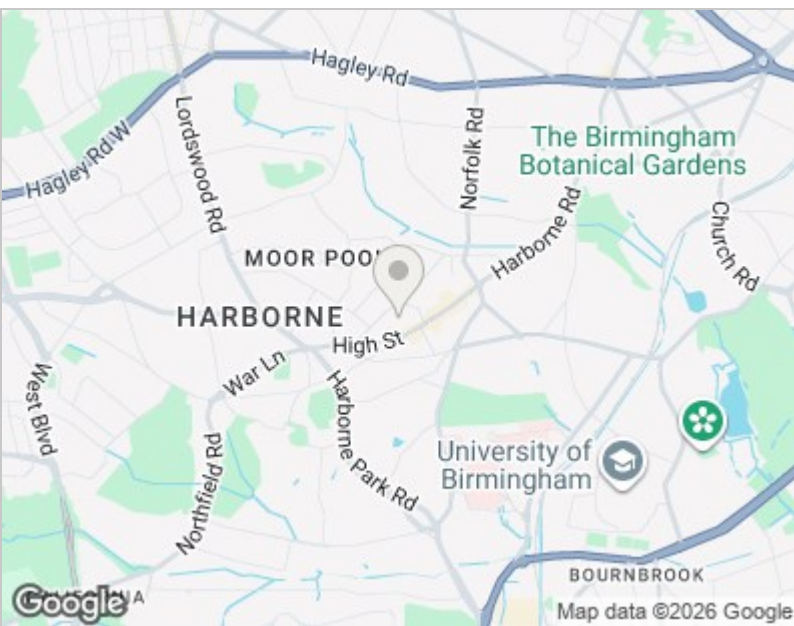 Hagley Rd
Hagley Rd W
Lordswood Rd
Norfolk Rd
The Birmingham
Botanical Gardens
Harborne Rd
Church Rd
MOOR POOL
HARBORNE
High St
War Ln
West Blvd
Harborne Park Rd
Northfield Rd
University of
Birmingham
BOURNBROOK
Google
Map data ©2026 Google